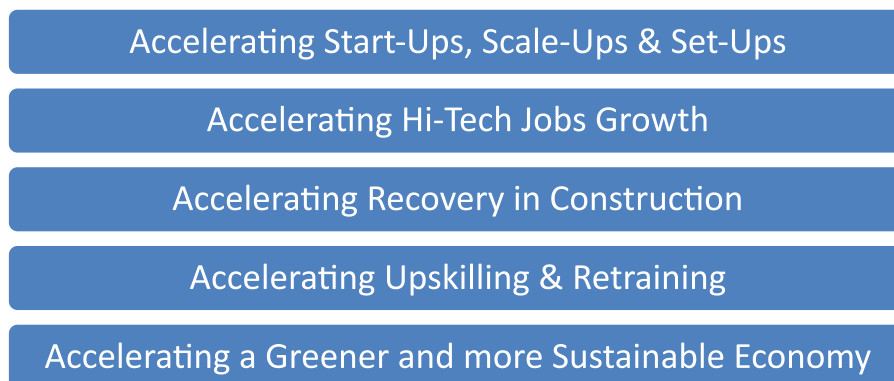 Accelerating Start-Ups, Scale-Ups & Set-Ups
Accelerating Hi-Tech Jobs Growth
Accelerating Recovery in Construction
Accelerating Upskilling & Retraining
Accelerating a Greener and more Sustainable Economy